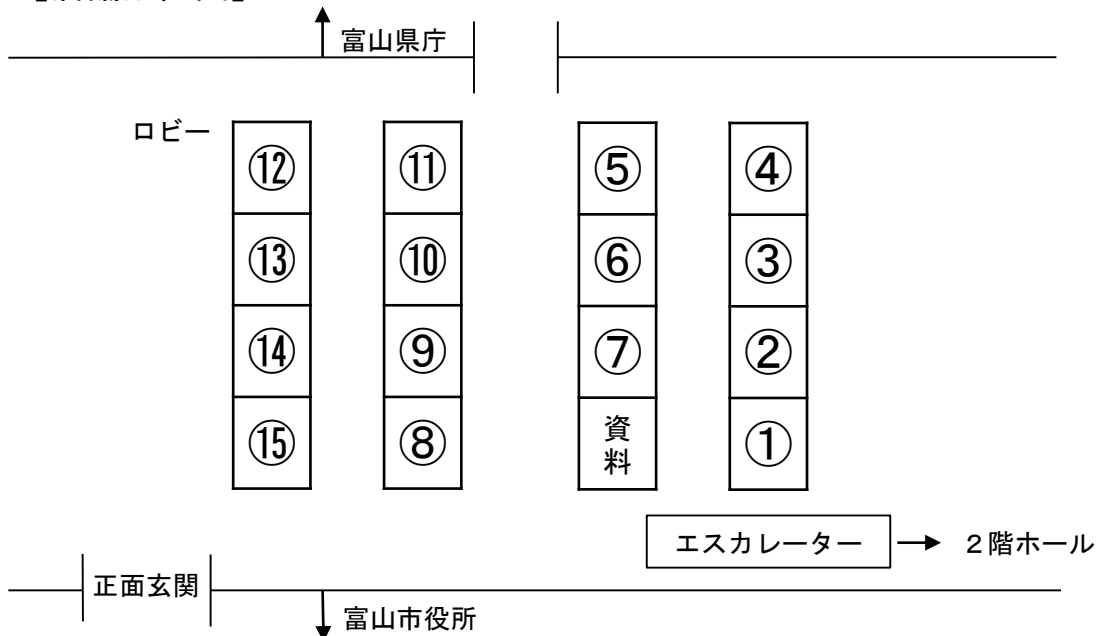 富山県庁
ロビー
⑫ ⑪ ⑤ ④
⑬ ⑩ ⑥ ③
⑭ ⑨ ⑦ ②
⑮ ⑧ 資料 ①
エスカレーター
２階ホール
正面玄関
富山市役所